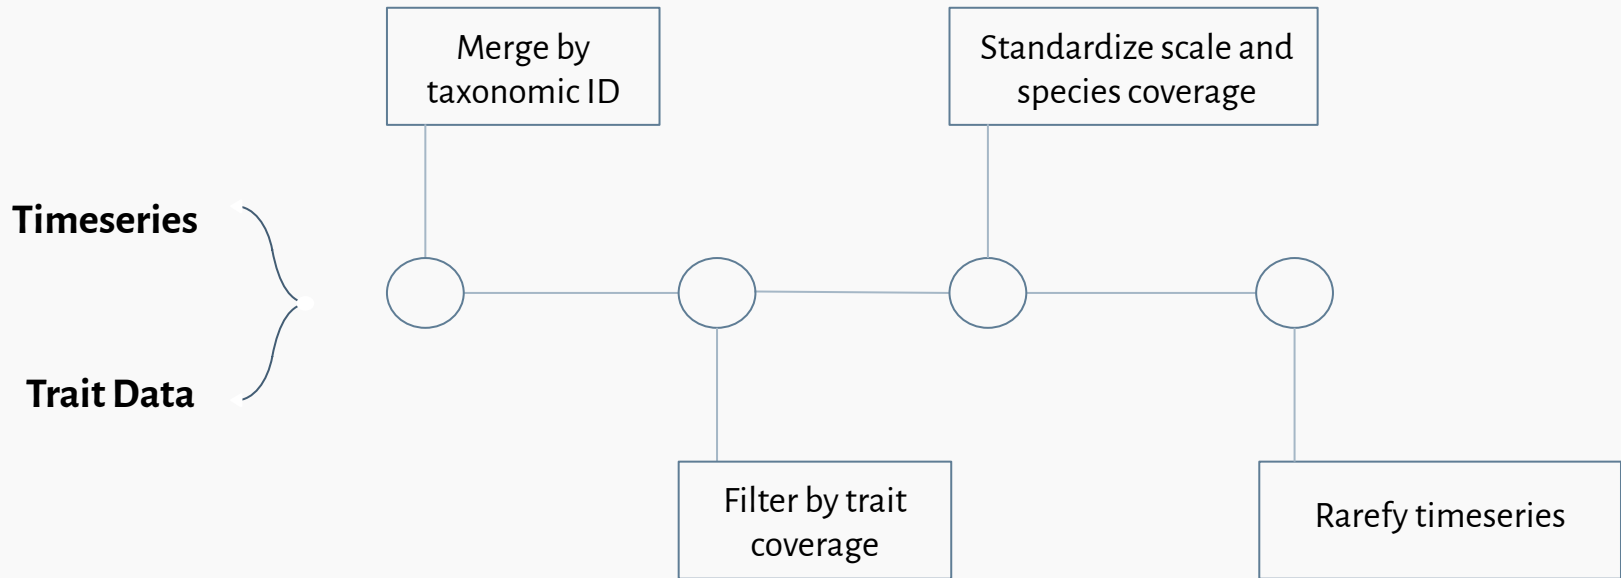 Merge by
taxonomic ID
Standardize scale and
species coverage
Timeseries
Trait Data
Filter by trait
coverage
Rarefy timeseries